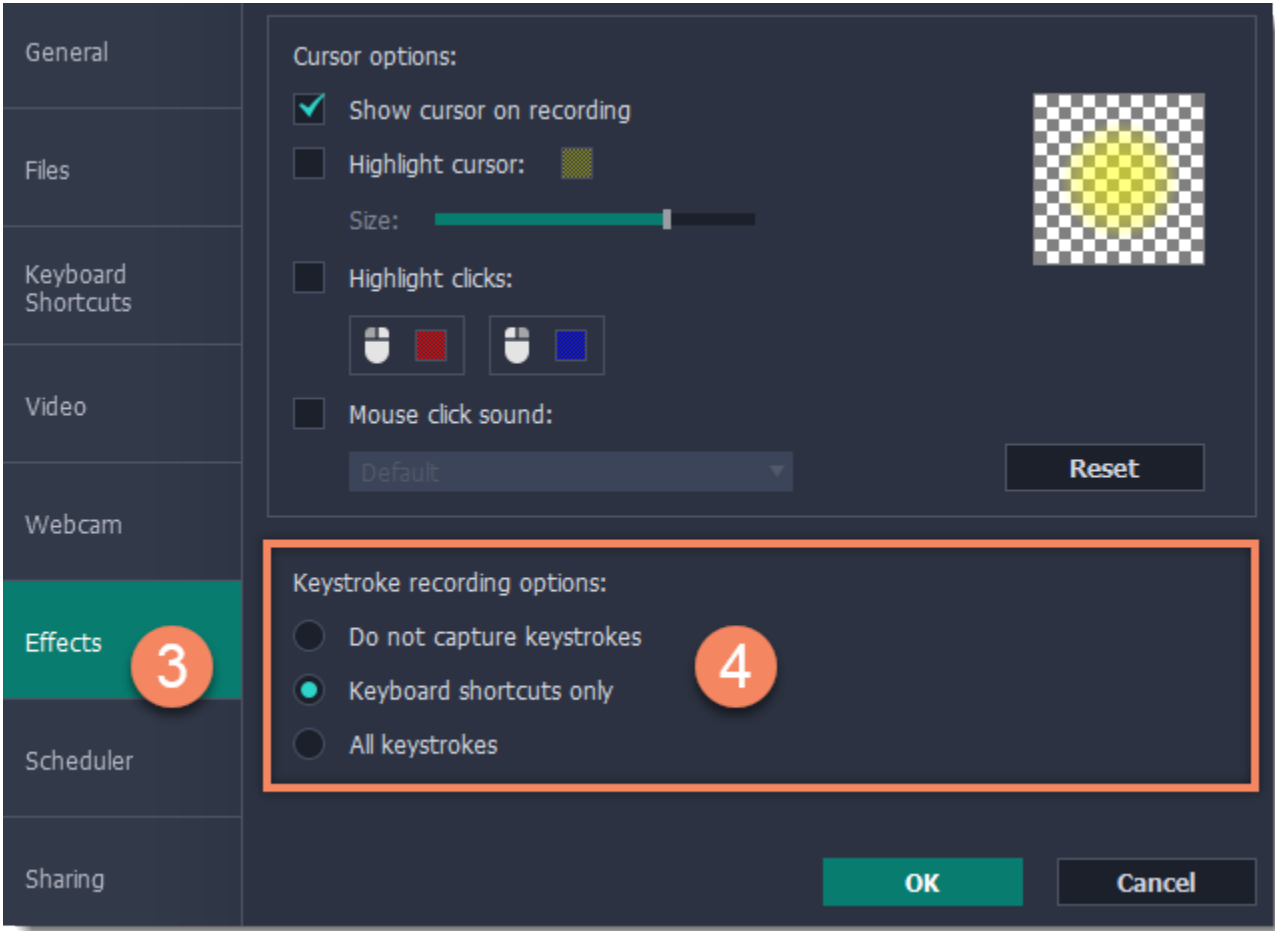 General
Files
Keyboard
Shortcuts
Video
Webcam
Effects
3
Scheduler
Sharing
Cursor options:
Show cursor on recording
Highlight cursor:
Size:
Highlight clicks:
Mouse click sound:
Default
Reset
Keystroke recording options:
Do not capture keystrokes
4
Keyboard shortcuts only
All keystrokes
OK
Cancel